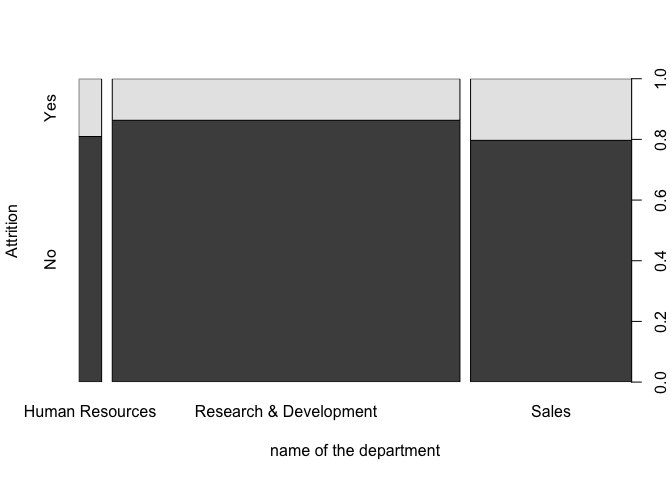 Attrition
Yes
No
1.0
0.8
0.6
0.4
0.2
0.0
Human Resources
Research & Development
Sales
name of the department